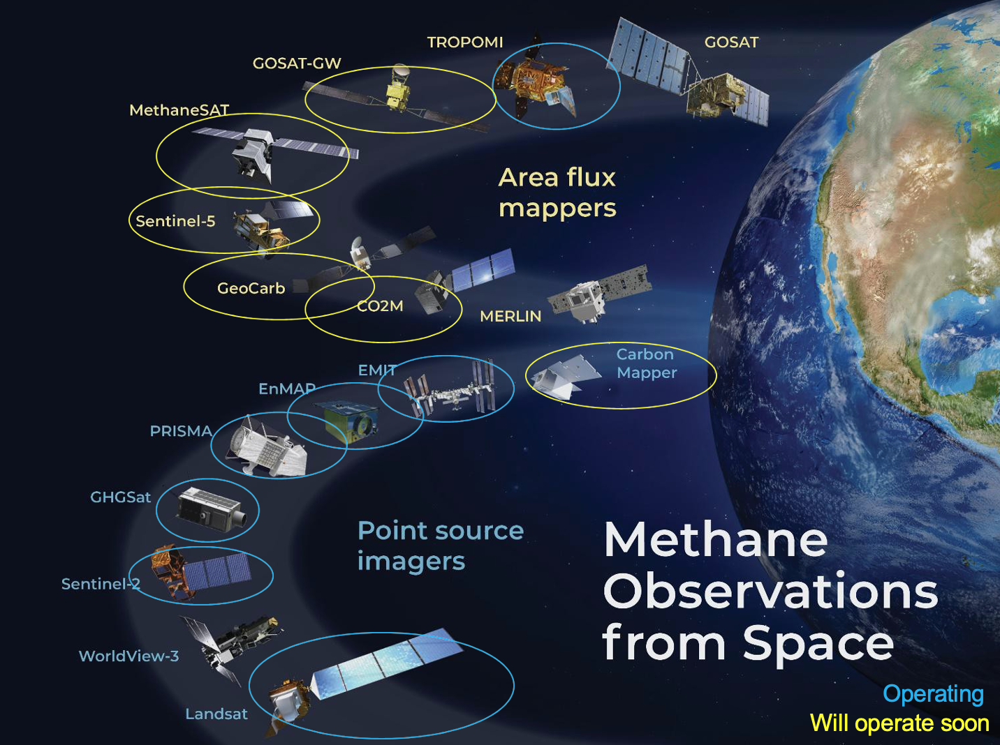 TROPOMI
GOSAT
GOSAT-GW
MethaneSAT
Area flux
mappers
Sentinel-5
GeoCarb
CO2M
MERLIN
Carbon
Mapper
EMIT
EnMAP
PRISMA
GHGSat
Point source
imagers
Sentinel-2
WorldView-3
Landsat
Methane
Observations
from Space
Operating
Will operate soon